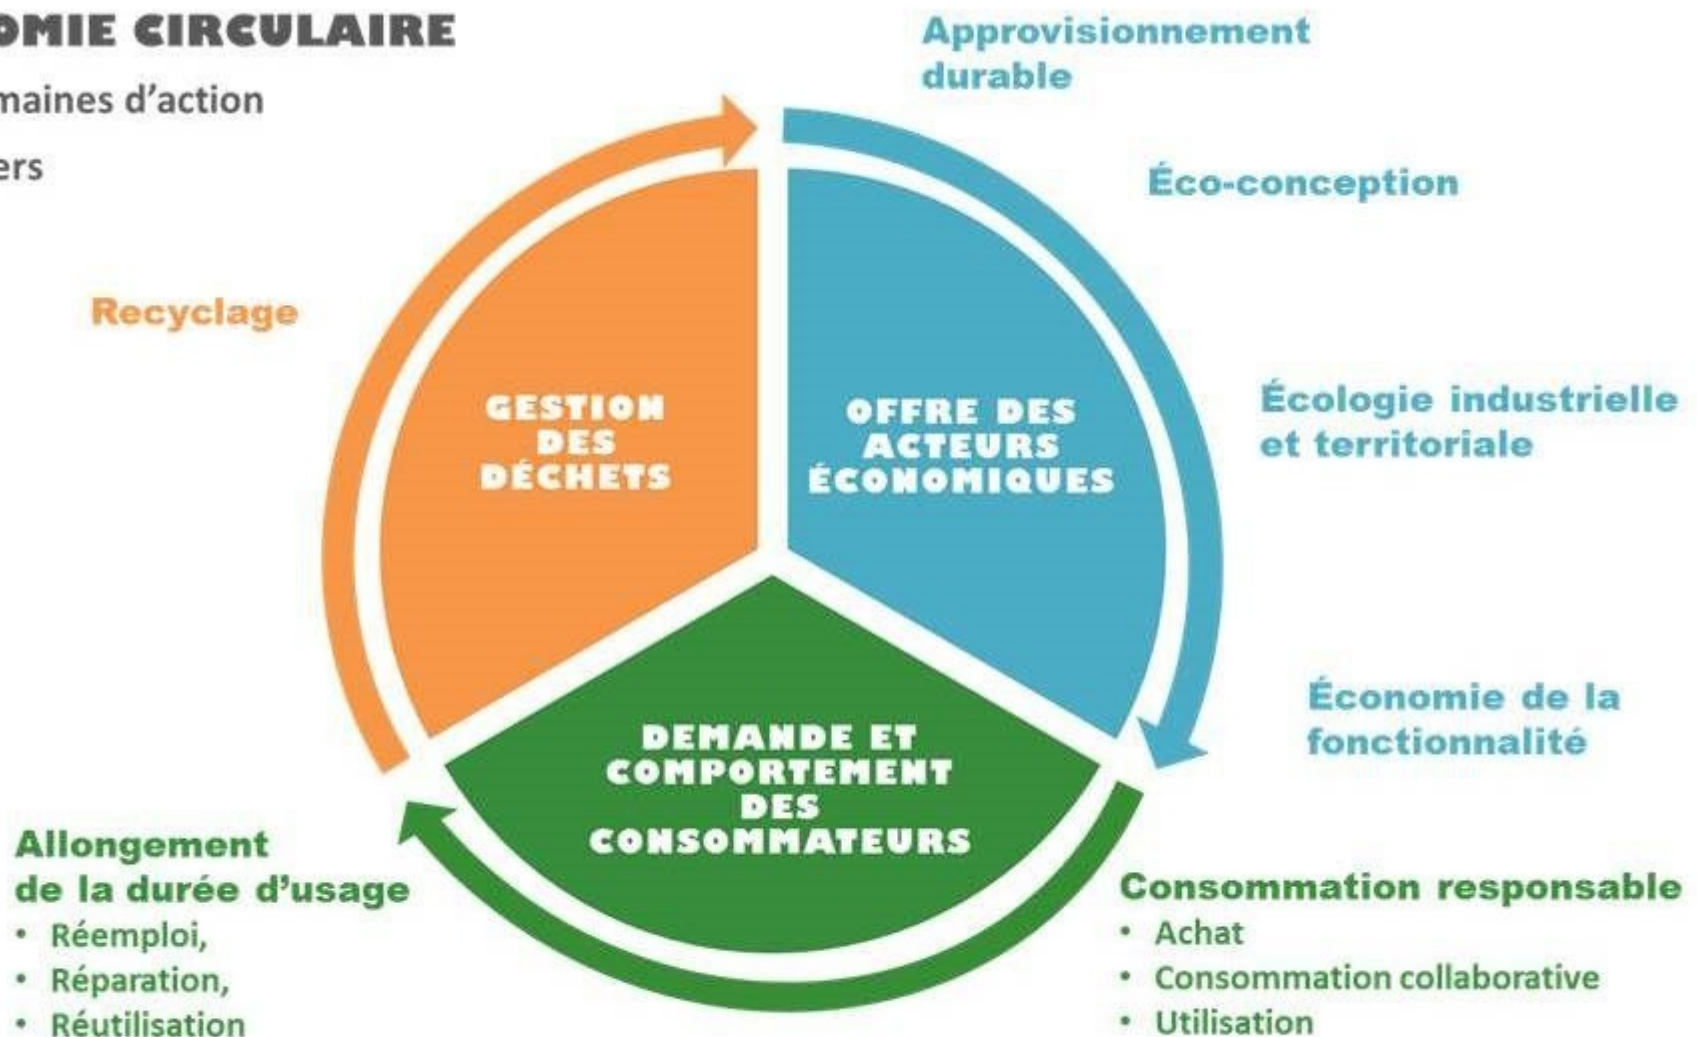 OMIE CIRCULAIRE
maines d'action
ers
Approvisionnement
durable
Éco-conception
Écologie industrielle
et territoriale
Économie de la
fonctionnalité
Recyclage
GESTION
DES
DÉCHETS
OFFRE DES
ACTEURS
ÉCONOMIQUES
DEMANDE ET
COMPORTEMENT
DES
CONSOMMATEURS
Consommation responsable
• Achat
• Consommation collaborative
• Utilisation
Allongement
de la durée d'usage
• Réemploi,
• Réparation,
• Réutilisation